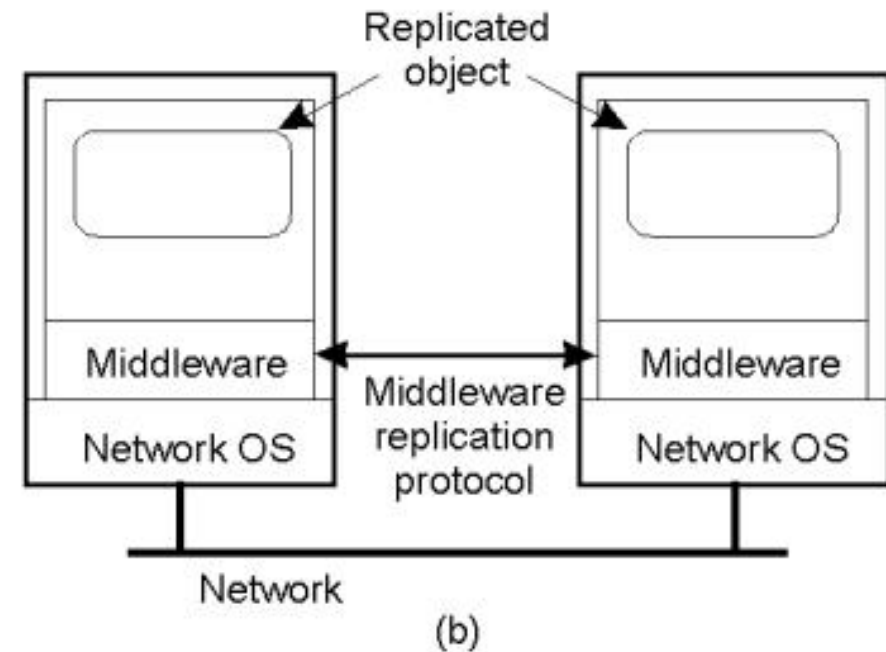 Replicated
object
Middleware
Middleware
Middleware
replication
protocol
Network OS
Network OS
Network
(b)